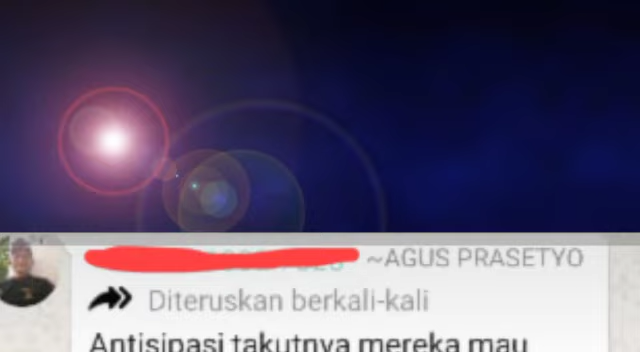 ~AGUS PRASETYO
Diteruskan berkali-kali
Antisipasi takutnya mereka mau